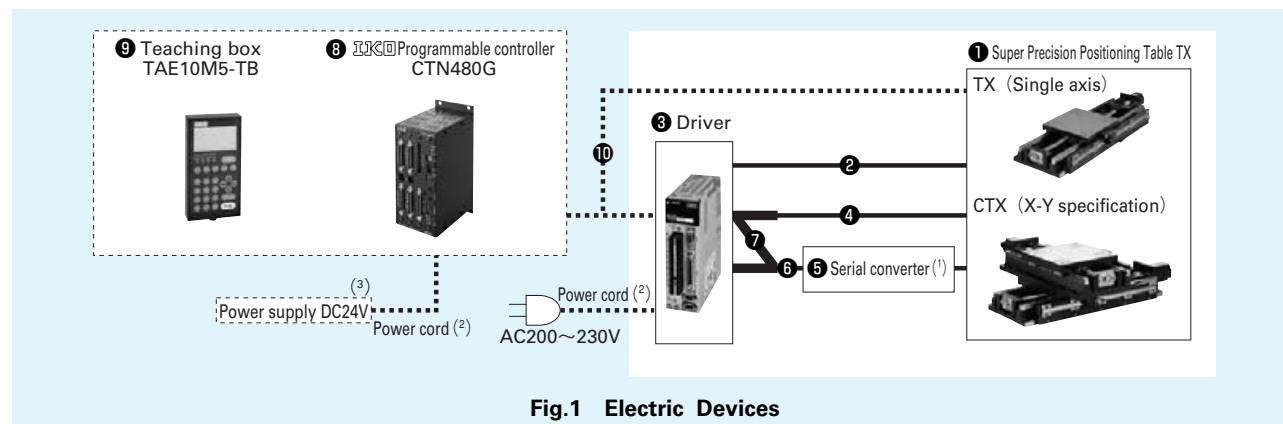 ❾ Teaching box
TAE10M5-TB
❽ IKO Programmable controller
CTN480G
❶ Super Precision Positioning Table TX
TX (Single axis)
❸ Driver
❿
❷
CTX (X-Y specification)
❹
❼
❻
❺ Serial converter (1)
(3)
Power supply DC24V
Power cord (2)
Power cord (2)
AC200～230V
Fig.1 Electric Devices